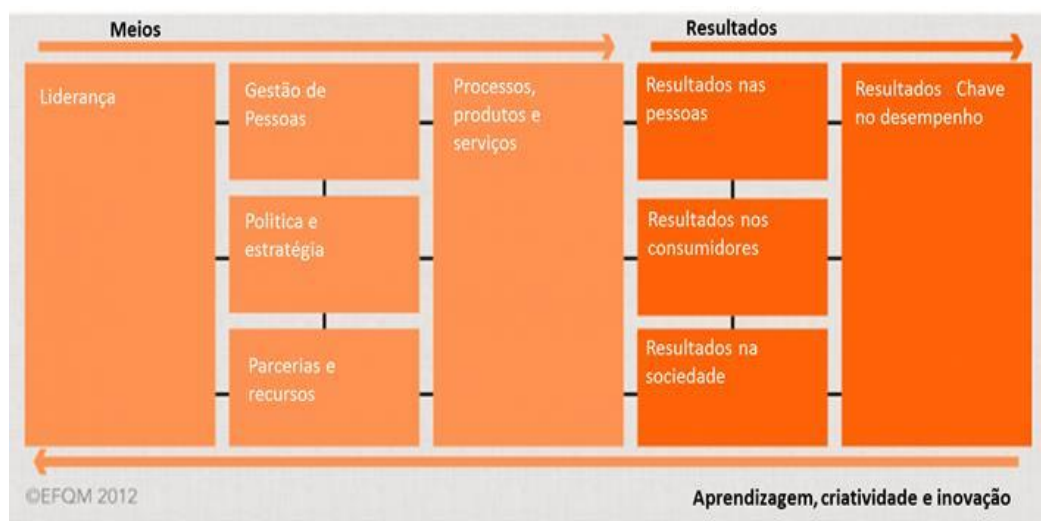 Meios
Resultados
Liderança
Gestão de
Pessoas
Politica e
estratégia
Parcerias e
recursos
Processos,
produtos e
serviços
Resultados nas
pessoas
Resultados nos
consumidores
Resultados na
sociedade
Resultados Chave
no desempenho
©EFQM 2012
Aprendizagem, criatividade e inovação